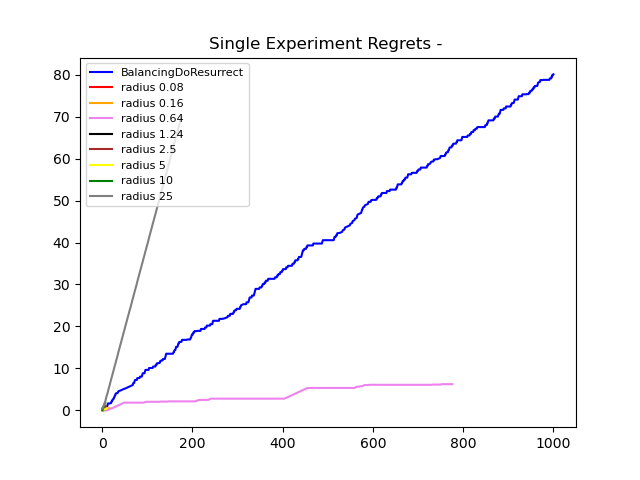 Single Experiment Regrets -
BalancingDoResurrect
radius 0.08
radius 0.16
radius 0.64
radius 1.24
radius 2.5
radius 5
radius 10
radius 25
80
70
60
50
40
30
20
10
0
0 200 400 600 800 1000